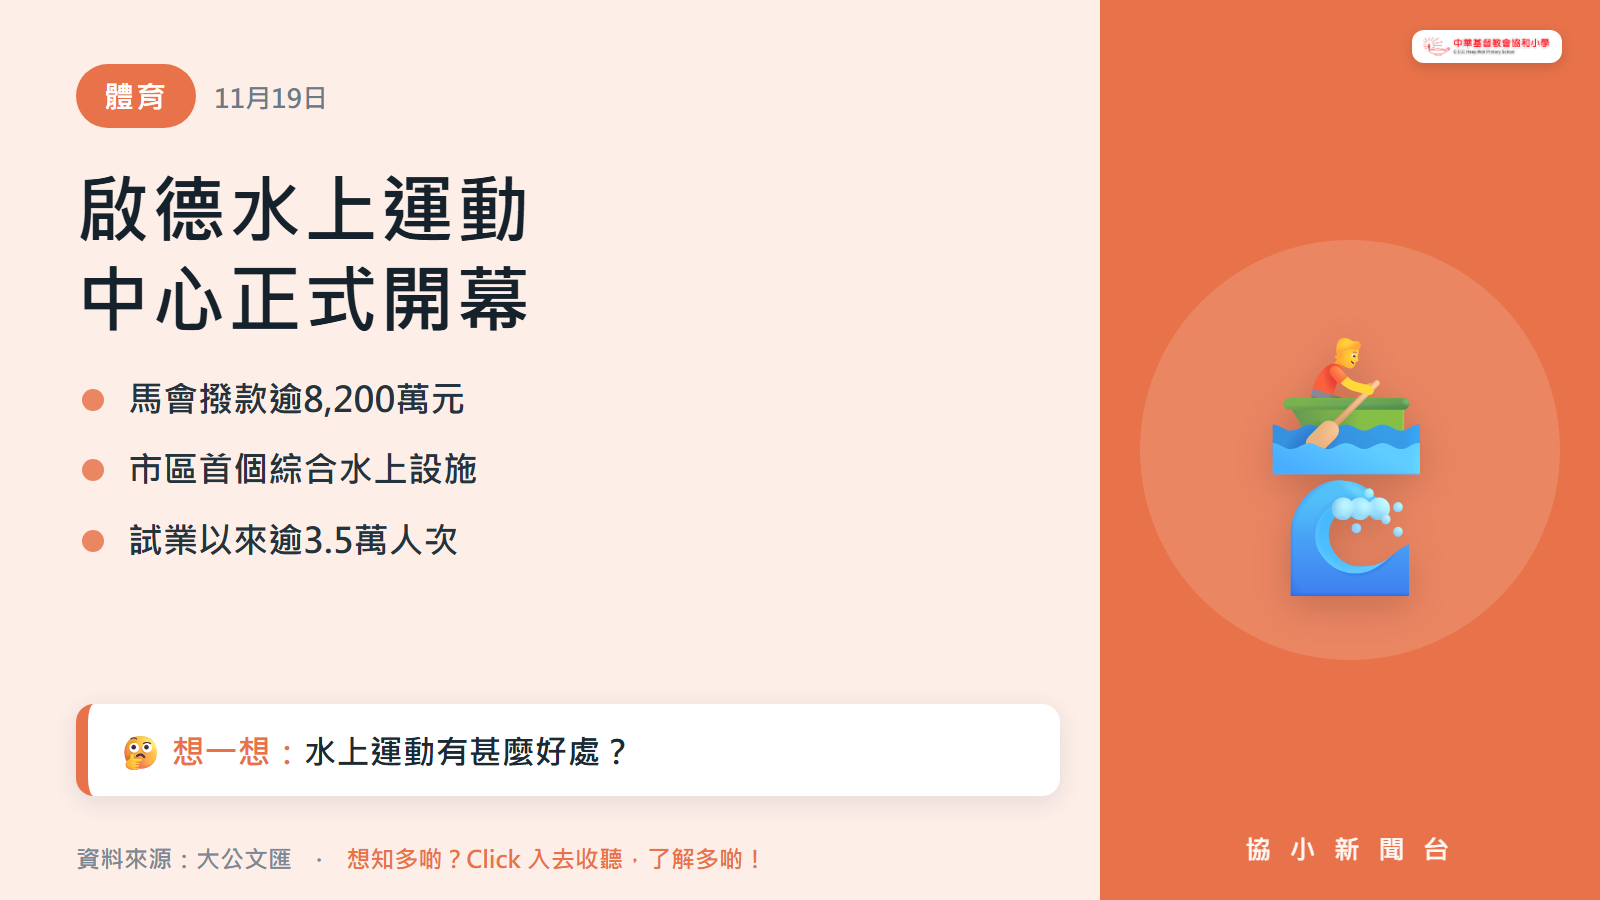 體育
11月19日
中華基督教會協和小學
啟德水上運動
中心正式開幕
馬會撥款逾8,200萬元
市區首個綜合水上設施
試業以來逾3.5萬人次
想一想：水上運動有甚麼好處？
資料來源：大公文匯 · 想知多啲？Click 入去收聽，了解多啲！
協小新聞台